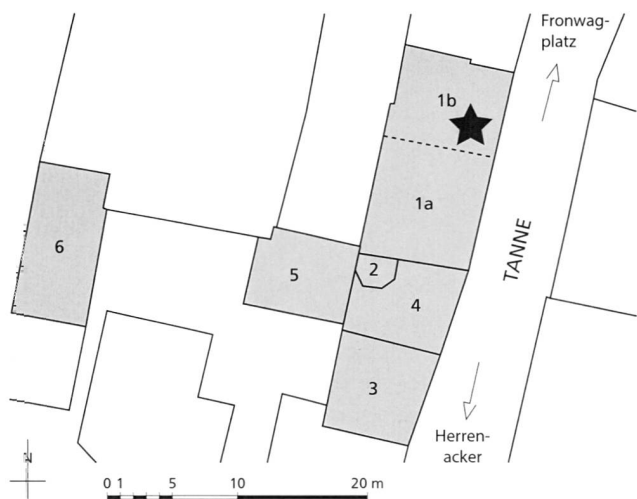 Fronwag-
platz
1b
1a
TANNE
6
5
2
4
3
Herren-
acker
N
0 1 5 10 20 m